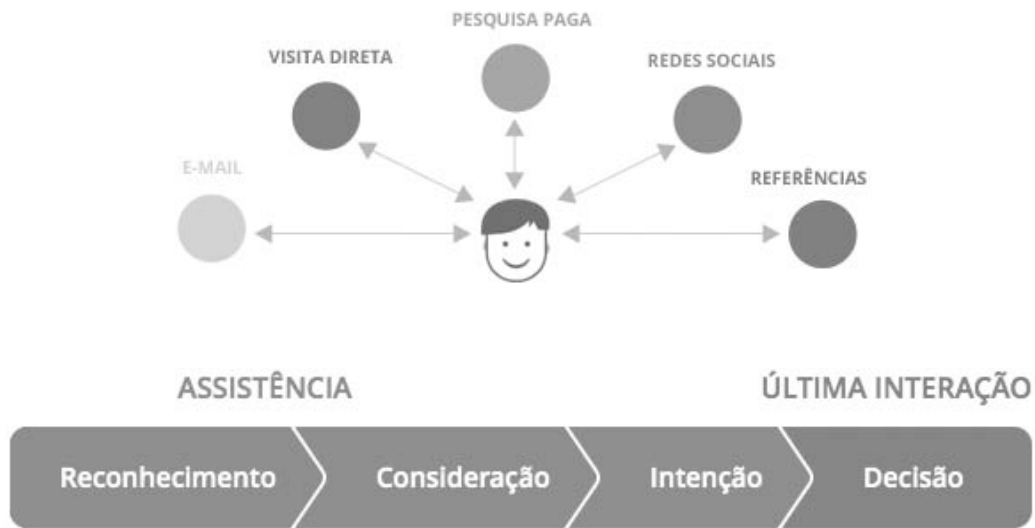 PESQUISA PAGA
VISITA DIRETA
REDES SOCIAIS
E-MAIL
REFERÊNCIAS
ASSISTÊNCIA
ÚLTIMA INTERAÇÃO
Reconhecimento
Consideração
Intenção
Decisão